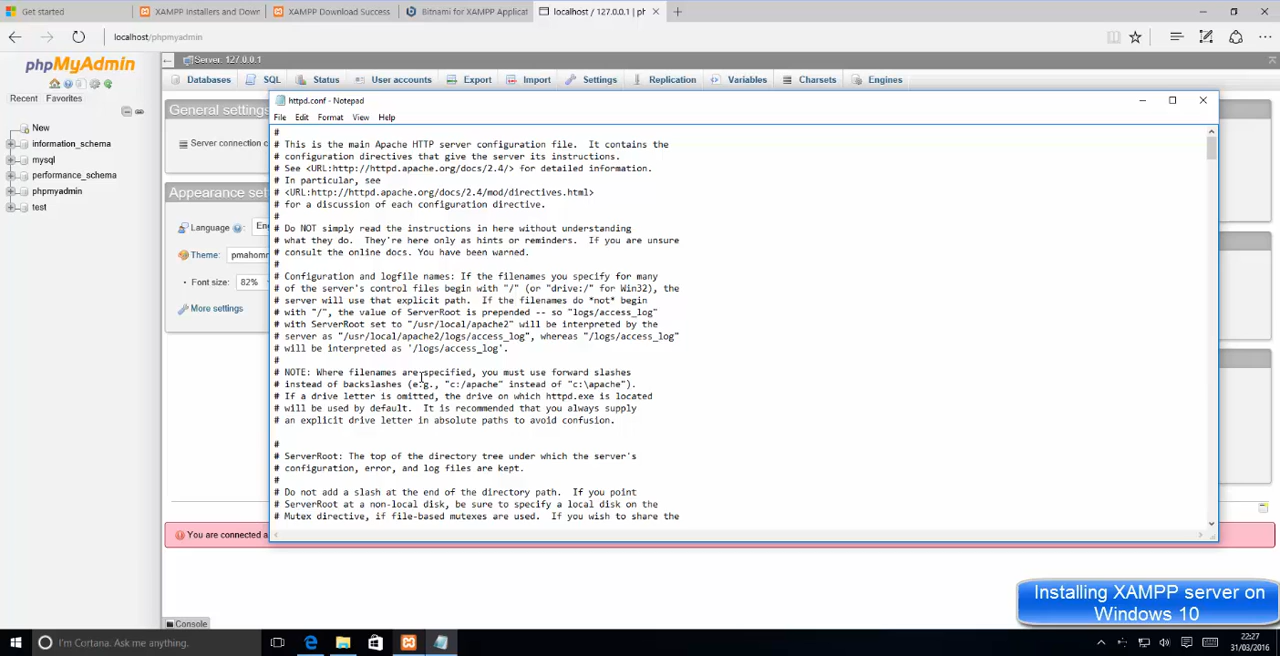 Get started
XAMPP Installers and Down
XAMPP Download Success
Bitnami for XAMPP Applicat
localhost / 127.0.0.1 | ph
localhost/phpmyadmin
phpMyAdmin
Recent Favorites
New
information_schema
mysql
performance_schema
phpmyadmin
test
Server: 127.0.0.1
Databases SQL Status User accounts Export Import Settings Replication Variables Charsets Engines
General settings
Server connection c
Appearance set
Language : En
Theme: pmahomm
Font size: 82%
More settings
You are connected a
Console
httpd.conf - Notepad
File Edit Format View Help
#
# This is the main Apache HTTP server configuration file.  It contains the
# configuration directives that give the server its instructions.
# See <URL:http://httpd.apache.org/docs/2.4/> for detailed information.
# In particular, see
# <URL:http://httpd.apache.org/docs/2.4/mod/directives.html>
# for a discussion of each configuration directive.
#
# Do NOT simply read the instructions in here without understanding
# what they do.  They're here only as hints or reminders.  If you are unsure
# consult the online docs. You have been warned.
#
# Configuration and logfile names: If the filenames you specify for many
# of the server's control files begin with "/" (or "drive:/" for Win32), the
# server will use that explicit path.  If the filenames do *not* begin
# with "/", the value of ServerRoot is prepended -- so "logs/access_log"
# with ServerRoot set to "/usr/local/apache2" will be interpreted by the
# server as "/usr/local/apache2/logs/access_log", whereas "/logs/access_log"
# will be interpreted as '/logs/access_log'.
#
# NOTE: Where filenames are specified, you must use forward slashes
# instead of backslashes (e.g., "c:/apache" instead of "c:\apache").
# If a drive letter is omitted, the drive on which httpd.exe is located
# will be used by default.  It is recommended that you always supply
# an explicit drive letter in absolute paths to avoid confusion.
#
# ServerRoot: The top of the directory tree under which the server's
# configuration, error, and log files are kept.
#
# Do not add a slash at the end of the directory path.  If you point
# ServerRoot at a non-local disk, be sure to specify a local disk on the
# Mutex directive, if file-based mutexes are used.  If you wish to share the
Installing XAMPP server on
Windows 10
I'm Cortana. Ask me anything.
22:27
31/03/2016